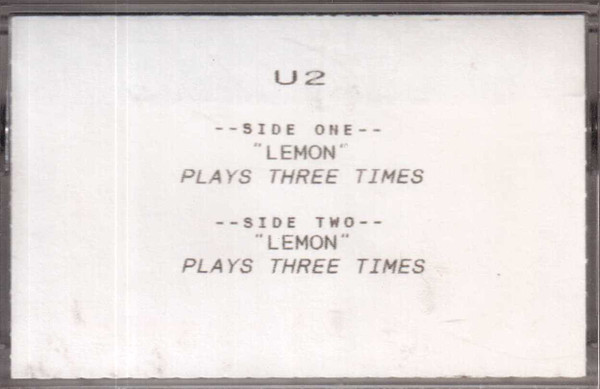 U2
--SIDE ONE--
"LEMON"
PLAYS THREE TIMES
--SIDE TWO--
"LEMON"
PLAYS THREE TIMES